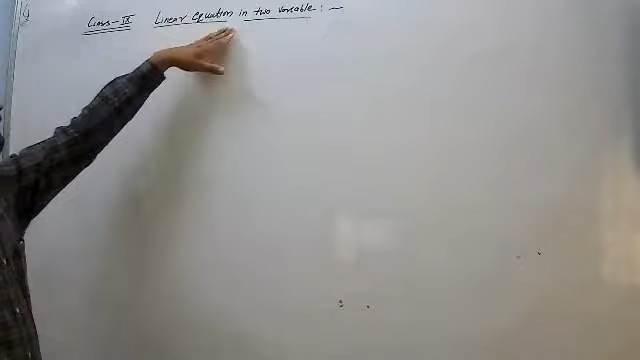 Class-IX Linear equation in two variable:-